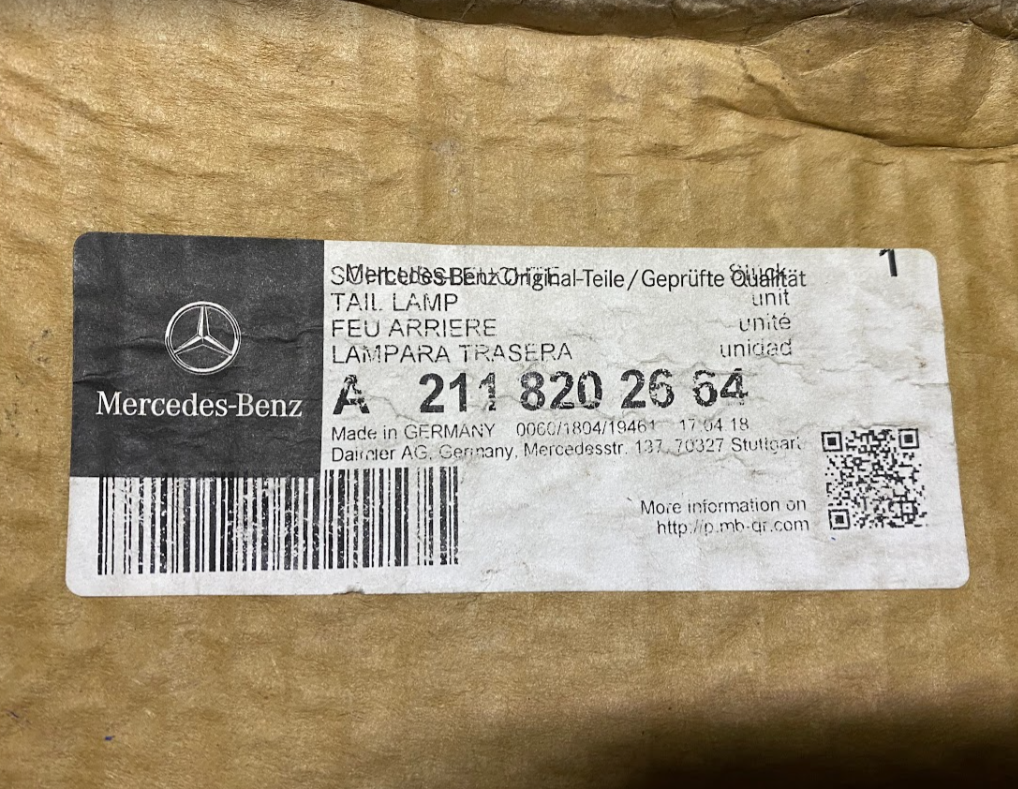 Mercedes-Benz Original-Teile / Geprüfte Qualität
SCHLUSSLEUCHTE Stück
TAIL LAMP unit
FEU ARRIERE unité
LAMPARA TRASERA unidad
1
Mercedes-Benz
A 211 820 26 64
Made in GERMANY 0060/1804/19461 17.04.18
Daimler AG, Germany, Mercedesstr. 137, 70327 Stuttgart
More information on
http://p.mb-qr.com